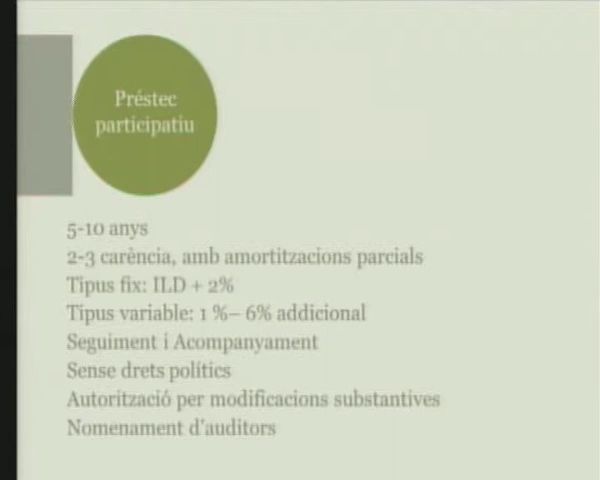 Préstec
participatiu
5-10 anys
2-3 carència, amb amortitzacions parcials
Tipus fix: ILD + 2%
Tipus variable: 1 %– 6% addicional
Seguiment i Acompanyament
Sense drets polítics
Autorització per modificacions substantives
Nomenament d'auditors